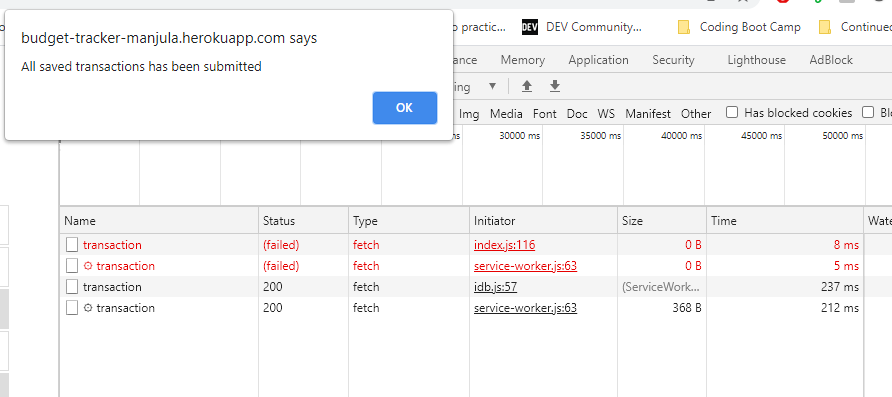 budget-tracker-manjula.herokuapp.com says
All saved transactions has been submitted
OK
practic...
DEV
DEV Community...
Coding Boot Camp
Continued
Memory Application Security Lighthouse AdBlock
Img Media Font Doc WS Manifest Other Has blocked cookies
ms 30000 ms 35000 ms 40000 ms 45000 ms 50000 ms
Name Status Type Initiator Size Time
transaction (failed) fetch index.js:116 0 B 8 ms
transaction (failed) fetch service-worker.js:63 0 B 5 ms
transaction 200 fetch idb.js:57 (ServiceWork... 237 ms
transaction 200 fetch service-worker.js:63 368 B 212 ms